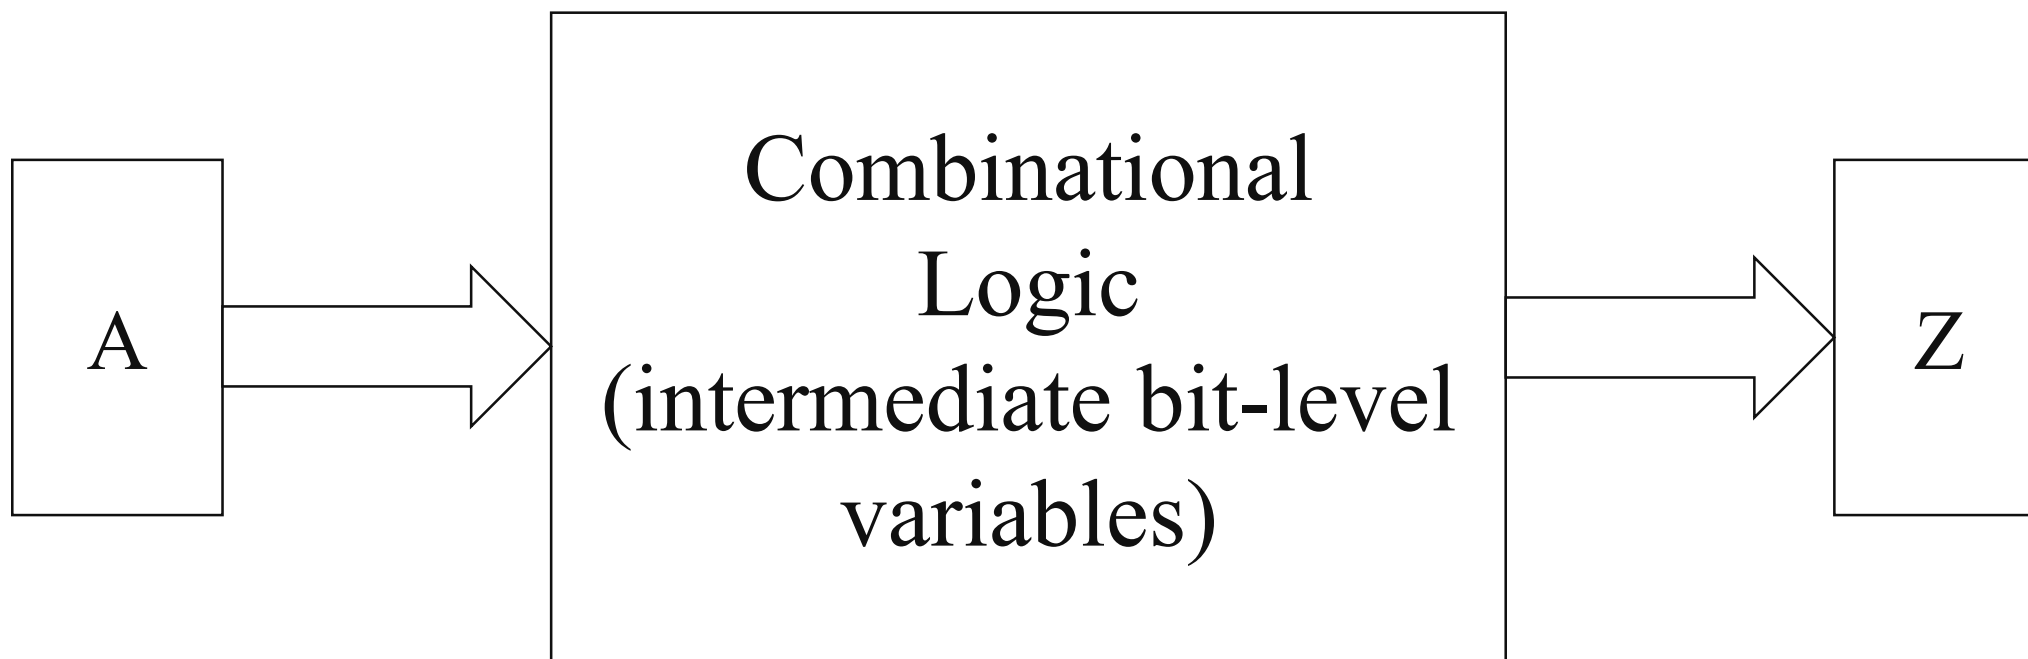 A
Combinational
Logic
(intermediate bit-level
variables)
Z